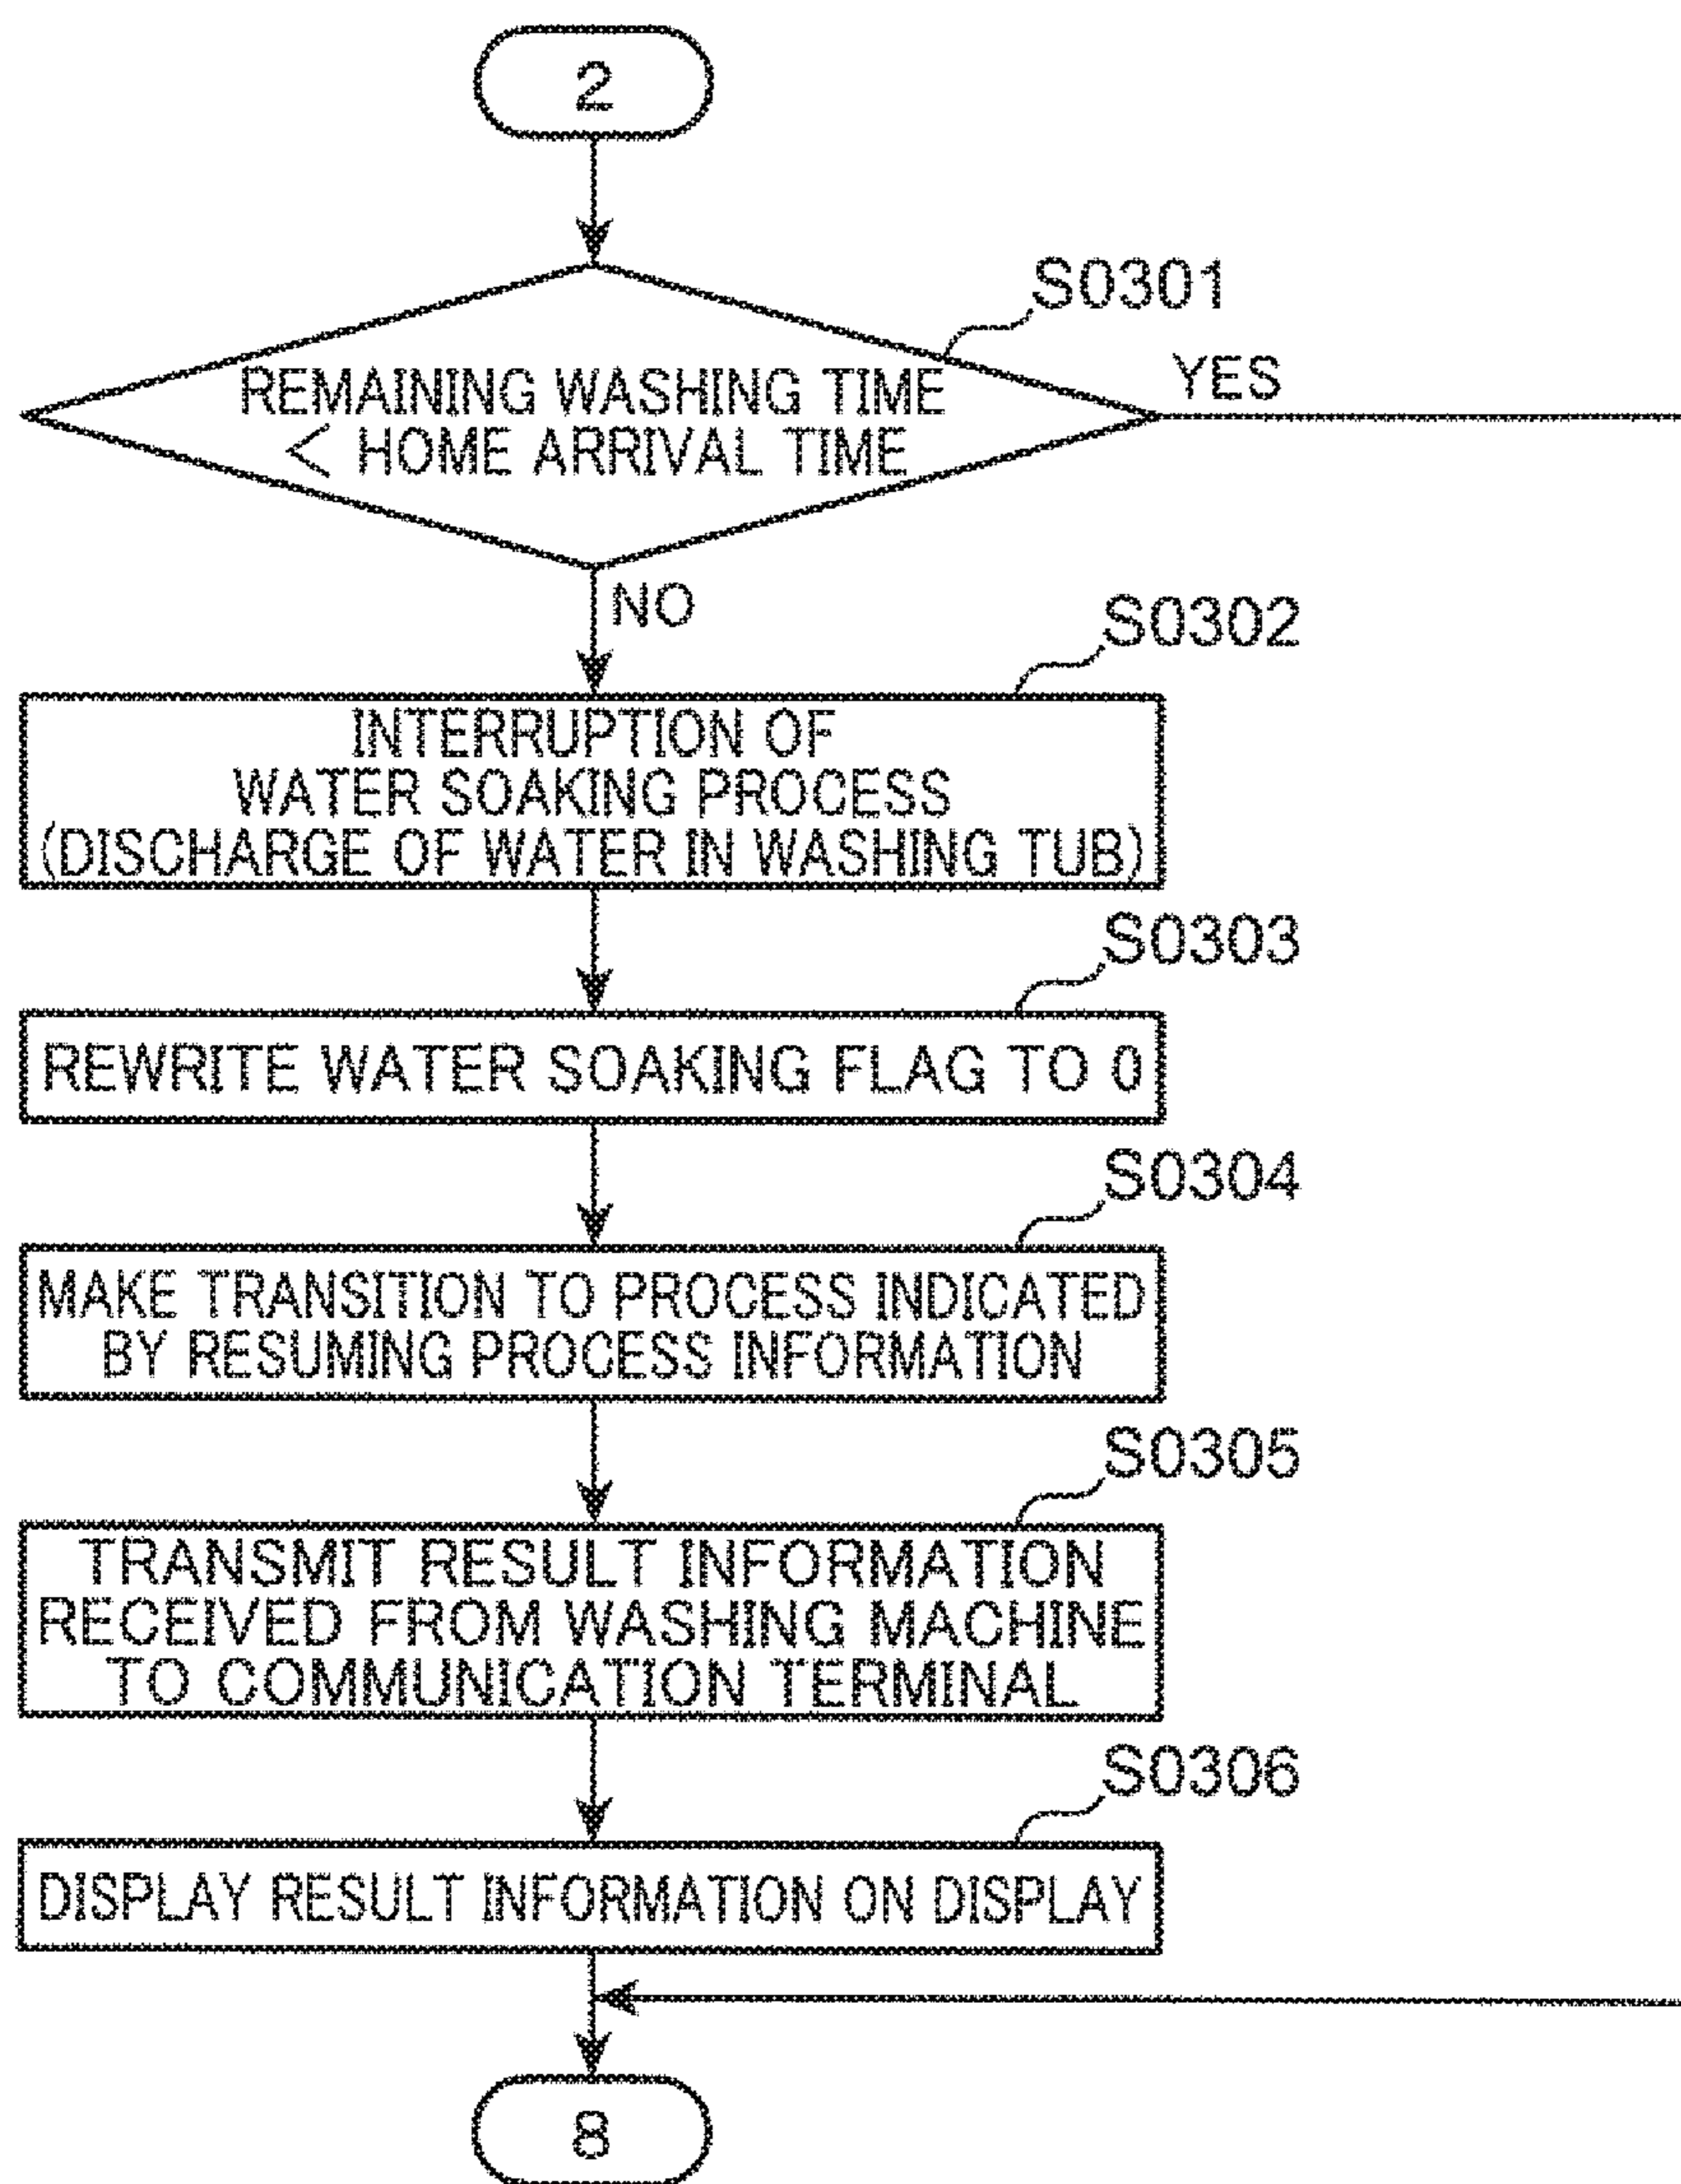 2
S0301
REMAINING WASHING TIME
< HOME ARRIVAL TIME
YES
NO
S0302
INTERRUPTION OF
WATER SOAKING PROCESS
(DISCHARGE OF WATER IN WASHING TUB)
S0303
REWRITE WATER SOAKING FLAG TO 0
S0304
MAKE TRANSITION TO PROCESS INDICATED
BY RESUMING PROCESS INFORMATION
S0305
TRANSMIT RESULT INFORMATION
RECEIVED FROM WASHING MACHINE
TO COMMUNICATION TERMINAL
S0306
DISPLAY RESULT INFORMATION ON DISPLAY
8